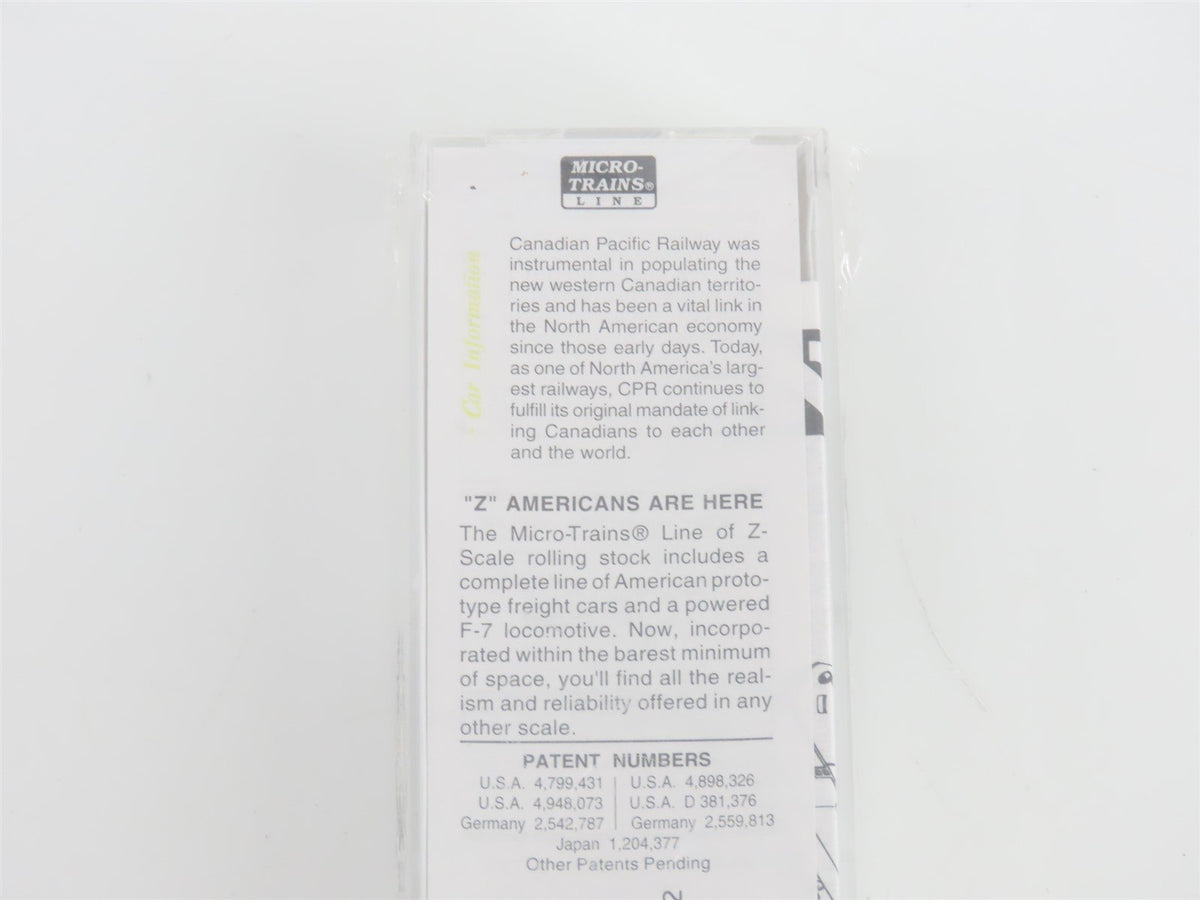 MICRO-
TRAINS®
LINE
Car Information
Canadian Pacific Railway was
instrumental in populating the
new western Canadian territo-
ries and has been a vital link in
the North American economy
since those early days. Today,
as one of North America's larg-
est railways, CPR continues to
fulfill its original mandate of link-
ing Canadians to each other
and the world.
"Z" AMERICANS ARE HERE
The Micro-Trains® Line of Z-
Scale rolling stock includes a
complete line of American proto-
type freight cars and a powered
F-7 locomotive. Now, incorpo-
rated within the barest minimum
of space, you'll find all the real-
ism and reliability offered in any
other scale.
PATENT NUMBERS
U.S.A. 4,799,431 | U.S.A. 4,898,326
U.S.A. 4,948,073 | U.S.A. D 381,376
Germany 2,542,787 | Germany 2,559,813
Japan 1,204,377
Other Patents Pending
2